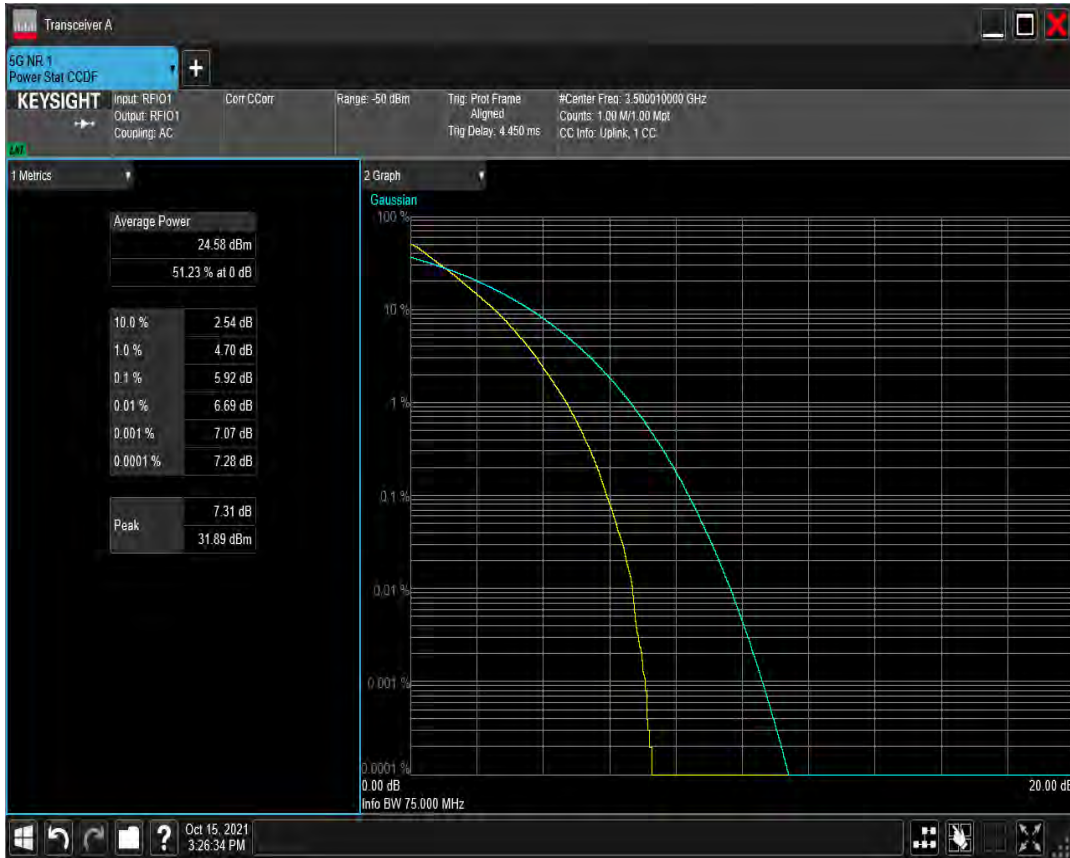 Transceiver A
5G NR 1
Power Stat CCDF
+
KEYSIGHT
Input: RFIO1
Output: RFIO1
Coupling: AC
Corr CCorr
Range: -50 dBm
Trig: Prot Frame
Aligned
Trig Delay: 4.450 ms
#Center Freq: 3.500010000 GHz
Counts: 1.00 M/1.00 Mpt
CC Info: Uplink, 1 CC
1 Metrics
Average Power
24.58 dBm
51.23 % at 0 dB
10.0 % 2.54 dB
1.0 % 4.70 dB
0.1 % 5.92 dB
0.01 % 6.69 dB
0.001 % 7.07 dB
0.0001 % 7.28 dB
Peak
7.31 dB
31.89 dBm
2 Graph
Gaussian
100 %
10 %
1 %
0.1 %
0.01 %
0.001 %
0.0001 %
0.00 dB
20.00 dB
Info BW 75.000 MHz
?
Oct 15, 2021
3:26:34 PM